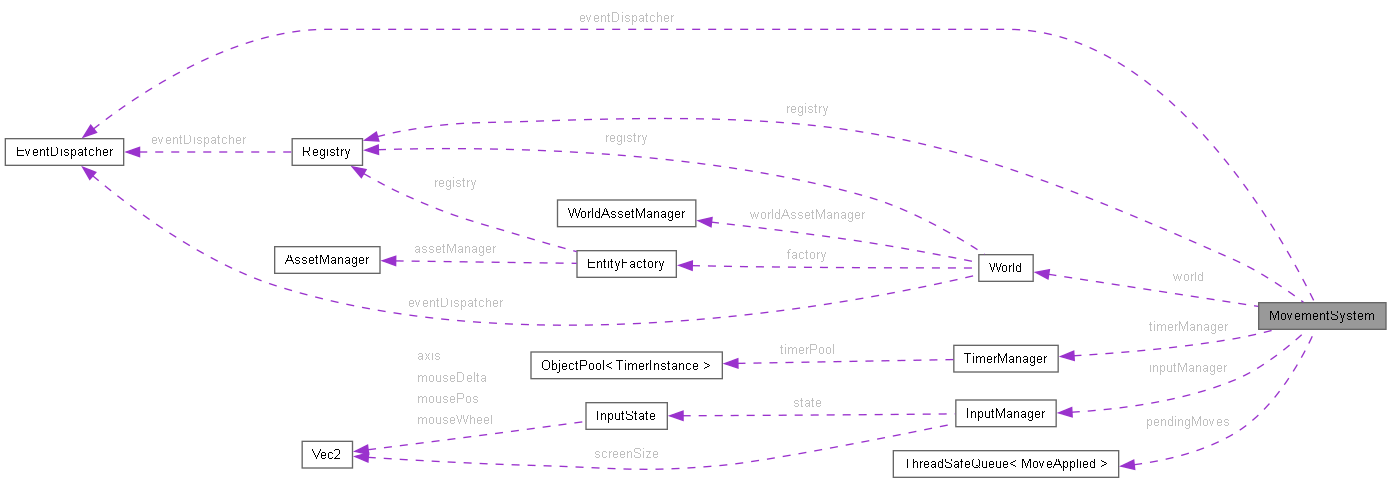 eventDispatcher
registry
registry
eventDispatcher
EventDispatcher
Registry
registry
WorldAssetManager
worldAssetManager
AssetManager
assetManager
EntityFactory
factory
World
world
eventDispatcher
MovementSystem
timerManager
ObjectPool< TimerInstance >
timerPool
TimerManager
axis
mouseDelta
mousePos
mouseWheel
inputManager
InputState
state
InputManager
pendingMoves
Vec2
screenSize
ThreadSafeQueue< MoveApplied >